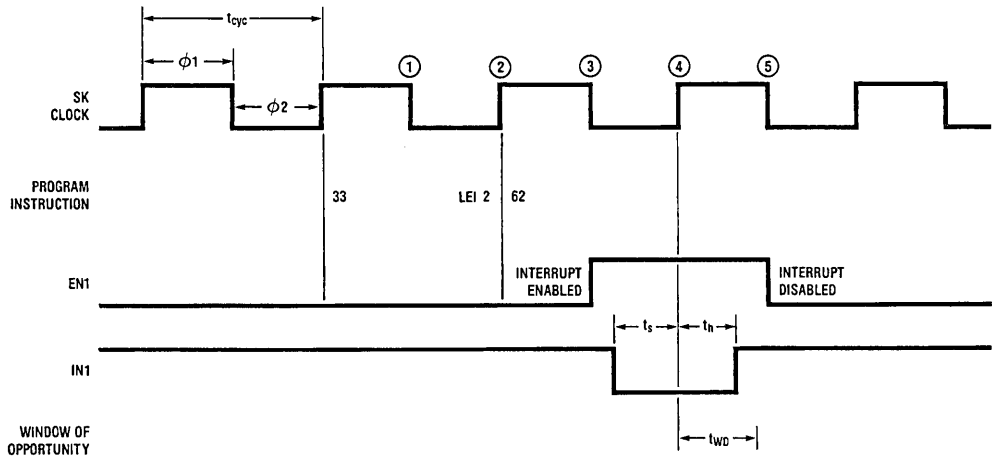 tcyc
ϕ1
ϕ2
① ② ③ ④ ⑤
SK
CLOCK
PROGRAM
INSTRUCTION
33
LEI 2
62
EN1
INTERRUPT
ENABLED
INTERRUPT
DISABLED
ts
th
IN1
WINDOW OF
OPPORTUNITY
tWD